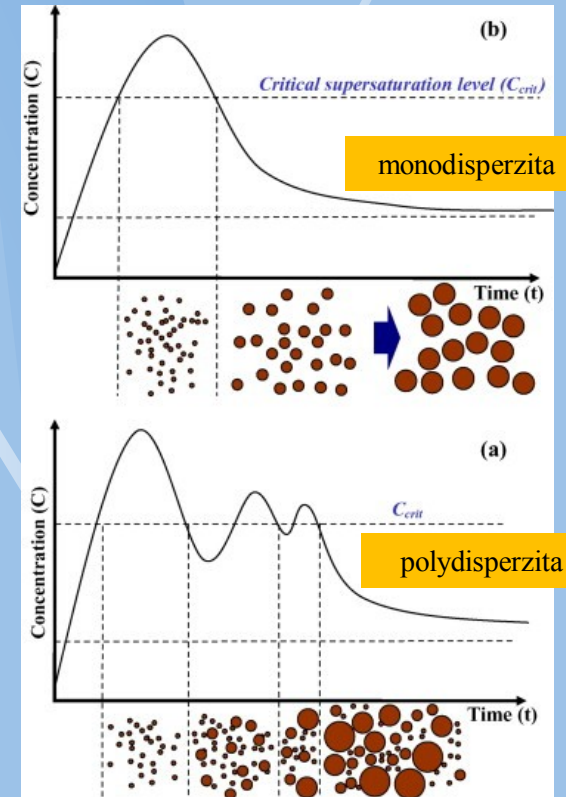 (b)
Critical supersaturation level (Ccrit)
Concentration (C)
monodisperzita
Time (t)
(a)
Ccrit
Concentration (C)
polydisperzita
Time (t)